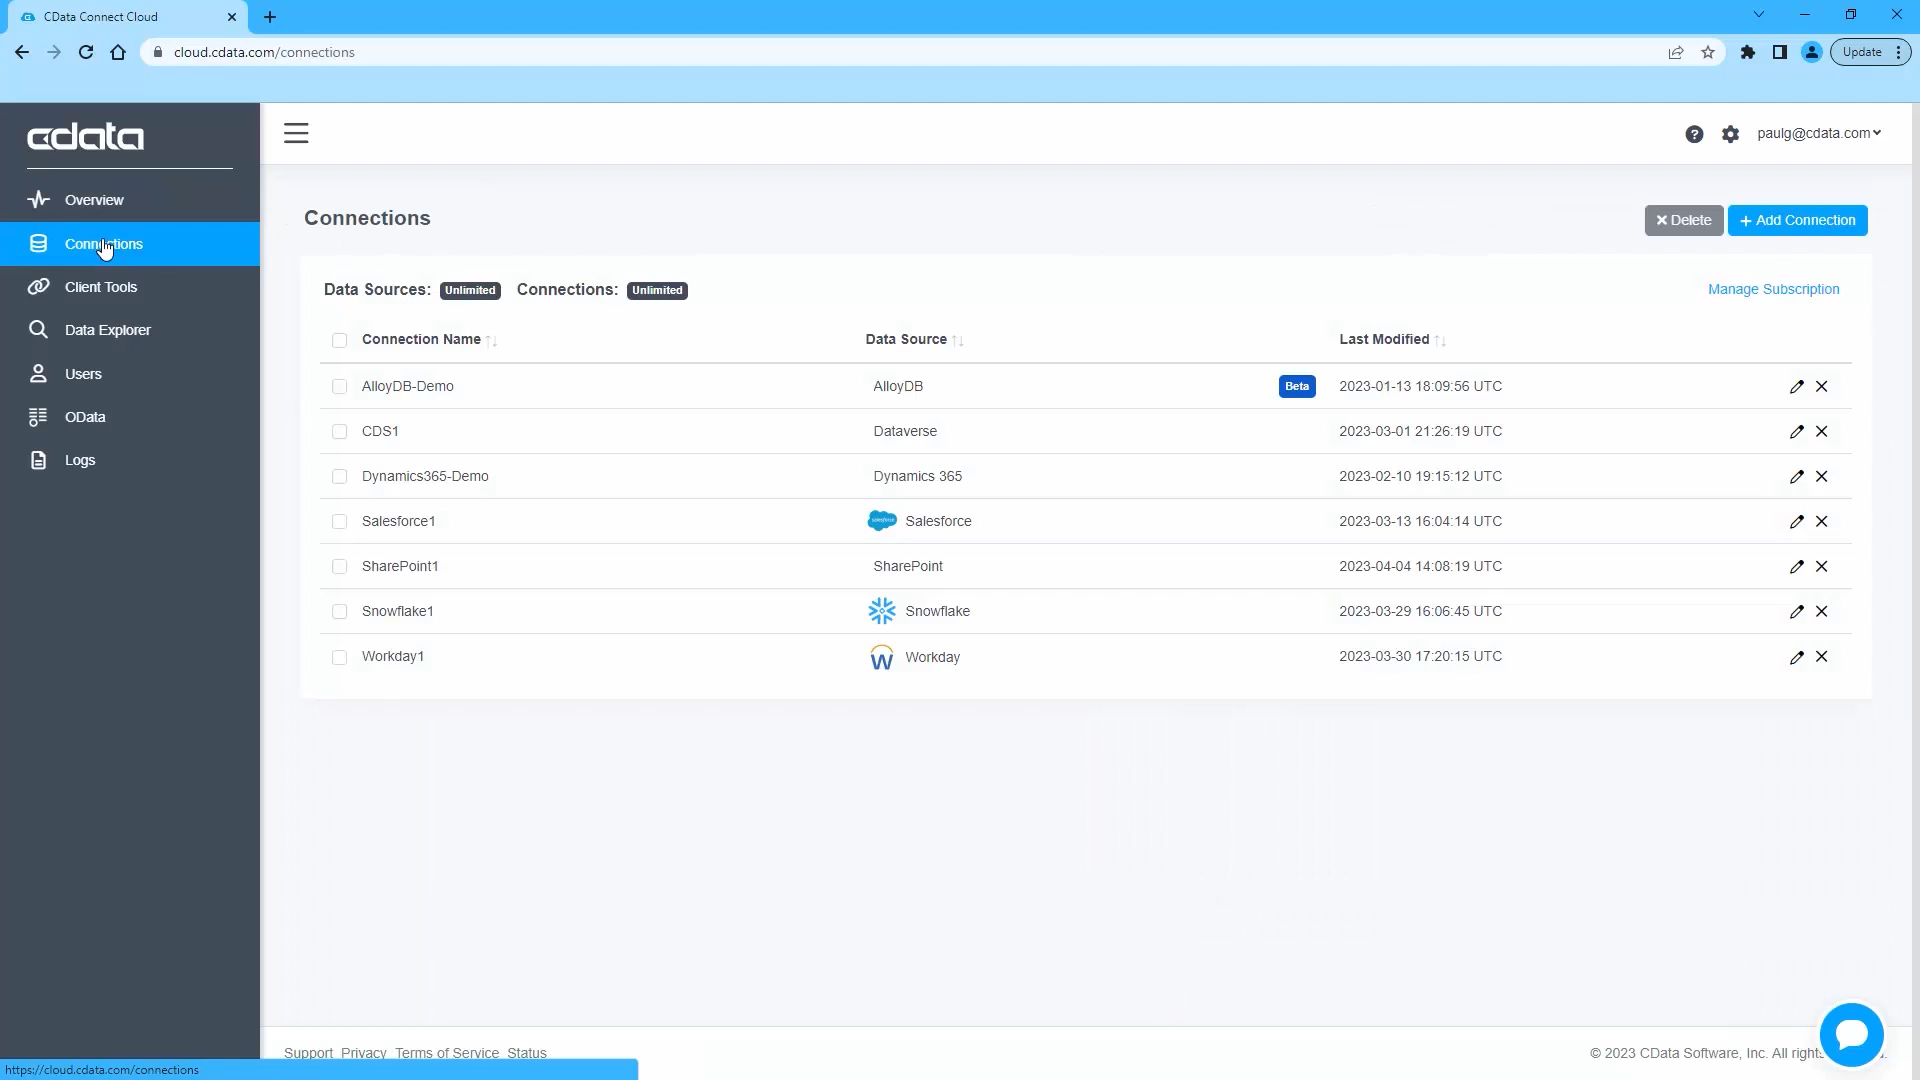 CData Connect Cloud
cloud.cdata.com/connections
Update
cdata
paulg@cdata.com
Overview
Connections
Client Tools
Data Explorer
Users
OData
Logs
Connections
Delete
+ Add Connection
Data Sources: Unlimited Connections: Unlimited
Manage Subscription
Connection Name Data Source Last Modified
AlloyDB-Demo AlloyDB Beta 2023-01-13 18:09:56 UTC
CDS1 Dataverse 2023-03-01 21:26:19 UTC
Dynamics365-Demo Dynamics 365 2023-02-10 19:15:12 UTC
Salesforce1 salesforce Salesforce 2023-03-13 16:04:14 UTC
SharePoint1 SharePoint 2023-04-04 14:08:19 UTC
Snowflake1 Snowflake 2023-03-29 16:06:45 UTC
Workday1 W Workday 2023-03-30 17:20:15 UTC
Support Privacy Terms of Service Status
© 2023 CData Software, Inc. All rights
https://cloud.cdata.com/connections